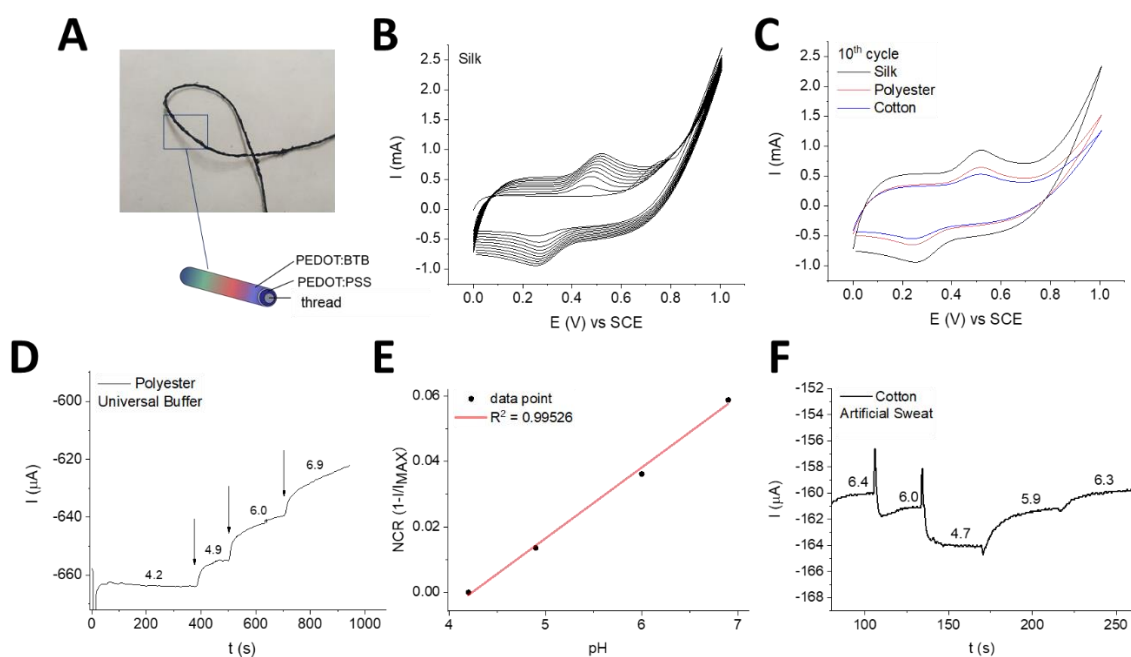 A
PEDOT:BTB
PEDOT:PSS
thread
B
Silk
I (mA)
2.5
2.0
1.5
1.0
0.5
0.0
-0.5
-1.0
0.0 0.2 0.4 0.6 0.8 1.0
E (V) vs SCE
C
10th cycle
Silk
Polyester
Cotton
I (mA)
2.5
2.0
1.5
1.0
0.5
0.0
-0.5
-1.0
0.0 0.2 0.4 0.6 0.8 1.0
E (V) vs SCE
D
Polyester
Universal Buffer
I (μA)
-600
-620
-640
-660
4.2
4.9
6.0
6.9
0 200 400 600 800 1000
t (s)
E
data point
R² = 0.99526
NCR (1-I/IMAX)
0.06
0.04
0.02
0.00
4 5 6 7
pH
F
Cotton
Artificial Sweat
I (μA)
-152
-154
-156
-158
-160
-162
-164
-166
-168
6.4
6.0
4.7
5.9
6.3
100 150 200 250
t (s)